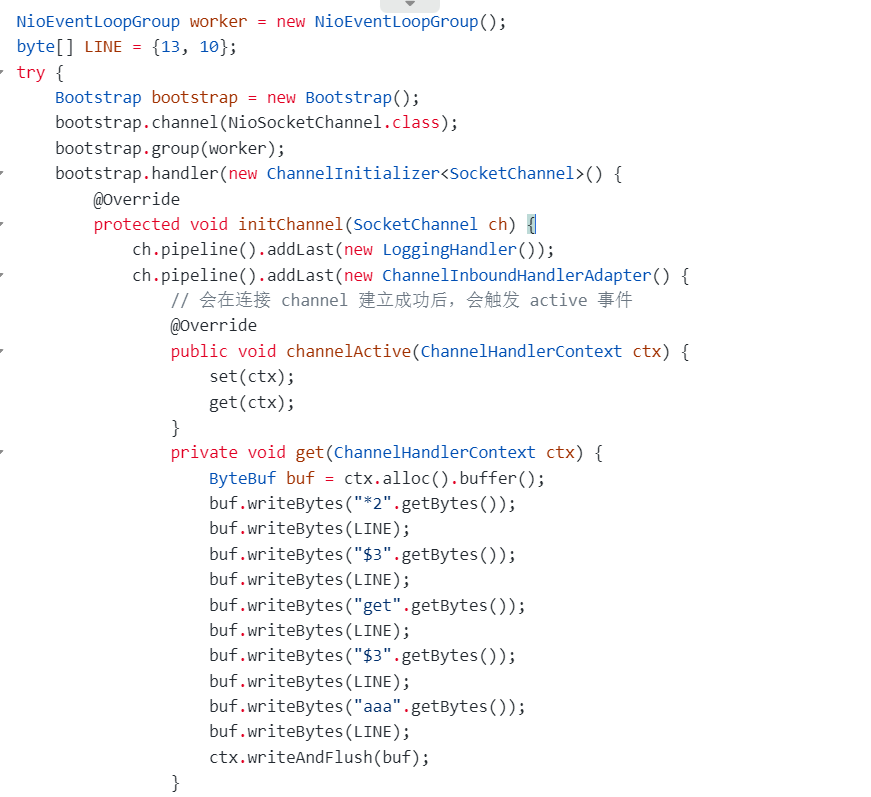 NioEventLoopGroup worker = new NioEventLoopGroup();
byte[] LINE = {13, 10};
try {
    Bootstrap bootstrap = new Bootstrap();
    bootstrap.channel(NioSocketChannel.class);
    bootstrap.group(worker);
    bootstrap.handler(new ChannelInitializer<SocketChannel>() {
        @Override
        protected void initChannel(SocketChannel ch) {
            ch.pipeline().addLast(new LoggingHandler());
            ch.pipeline().addLast(new ChannelInboundHandlerAdapter() {
                // 会在连接 channel 建立成功后，会触发 active 事件
                @Override
                public void channelActive(ChannelHandlerContext ctx) {
                    set(ctx);
                    get(ctx);
                }
                private void get(ChannelHandlerContext ctx) {
                    ByteBuf buf = ctx.alloc().buffer();
                    buf.writeBytes("*2".getBytes());
                    buf.writeBytes(LINE);
                    buf.writeBytes("$3".getBytes());
                    buf.writeBytes(LINE);
                    buf.writeBytes("get".getBytes());
                    buf.writeBytes(LINE);
                    buf.writeBytes("$3".getBytes());
                    buf.writeBytes(LINE);
                    buf.writeBytes("aaa".getBytes());
                    buf.writeBytes(LINE);
                    ctx.writeAndFlush(buf);
                }